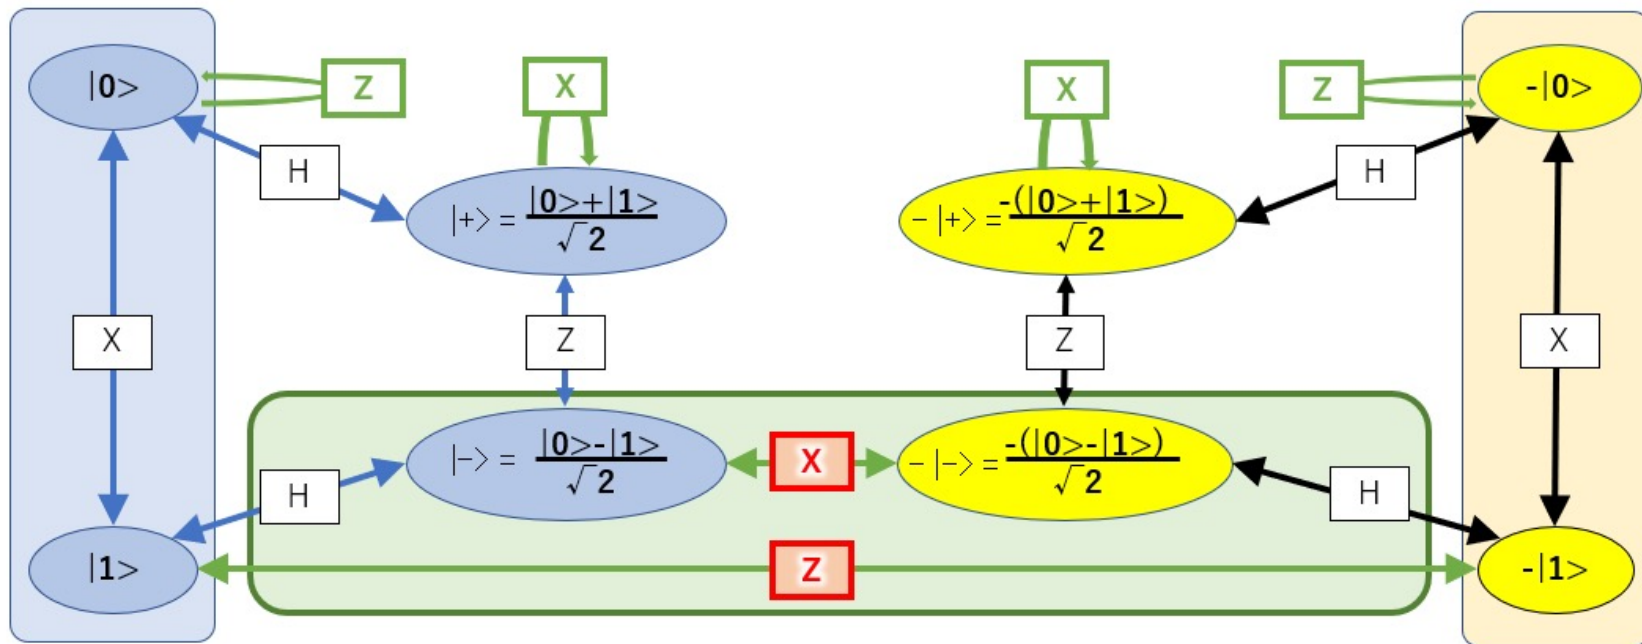 |0>
Z
X
X
Z
-|0>
H
H
|+> = |0>+|1> / √2
- |+> = -(|0>+|1>) / √2
X
Z
Z
X
|-> = |0>-|1> / √2
X
- |-> = -(|0>-|1>) / √2
H
H
|1>
Z
-|1>